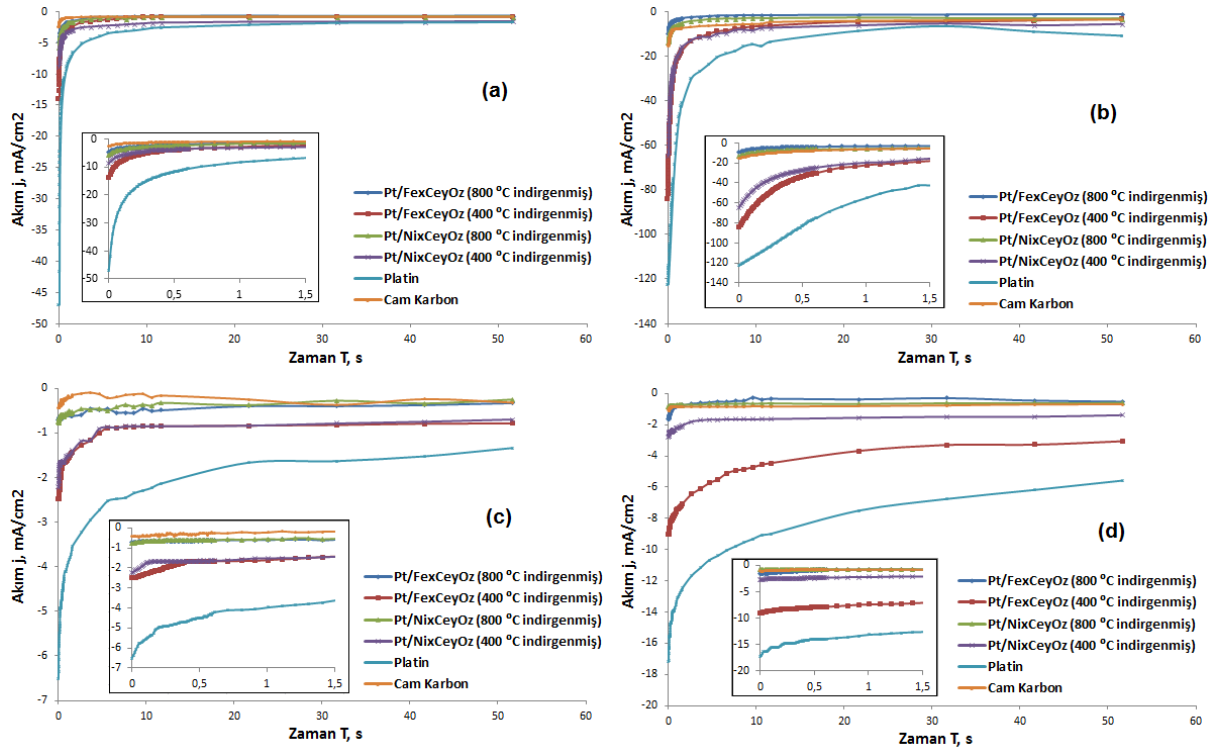 0
-5
-10
-15
-20
-25
-30
-35
-40
-45
-50
Akım j, mA/cm2
0 10 20 30 40 50 60
Zaman T, s
(a)
0
10
20
30
40
50
0 0,5 1 1,5
Pt/FexCeyOz (800 °C indirgenmiş)
Pt/FexCeyOz (400 °C indirgenmiş)
Pt/NixCeyOz (800 °C indirgenmiş)
Pt/NixCeyOz (400 °C indirgenmiş)
Platin
Cam Karbon
0
-20
-40
-60
-80
-100
-120
-140
Akım j, mA/cm2
0 10 20 30 40 50 60
Zaman T, s
(b)
0
-20
-40
-60
-80
-100
-120
-140
0 0,5 1 1,5
Pt/FexCeyOz (800 °C indirgenmiş)
Pt/FexCeyOz (400 °C indirgenmiş)
Pt/NixCeyOz (800 °C indirgenmiş)
Pt/NixCeyOz (400 °C indirgenmiş)
Platin
Cam Karbon
0
-1
-2
-3
-4
-5
-6
-7
Akım j, mA/cm2
0 10 20 30 40 50 60
Zaman T, s
(c)
0
-1
-2
-3
-4
-5
-6
-7
0 0,5 1 1,5
Pt/FexCeyOz (800 °C indirgenmiş)
Pt/FexCeyOz (400 °C indirgenmiş)
Pt/NixCeyOz (800 °C indirgenmiş)
Pt/NixCeyOz (400 °C indirgenmiş)
Platin
Cam Karbon
0
-2
-4
-6
-8
-10
-12
-14
-16
-18
-20
Akım j, mA/cm2
0 10 20 30 40 50 60
Zaman T, s
(d)
0
-5
-10
-15
-20
0 0,5 1 1,5
Pt/FexCeyOz (800 °C indirgenmiş)
Pt/FexCeyOz (400 °C indirgenmiş)
Pt/NixCeyOz (800 °C indirgenmiş)
Pt/NixCeyOz (400 °C indirgenmiş)
Platin
Cam Karbon